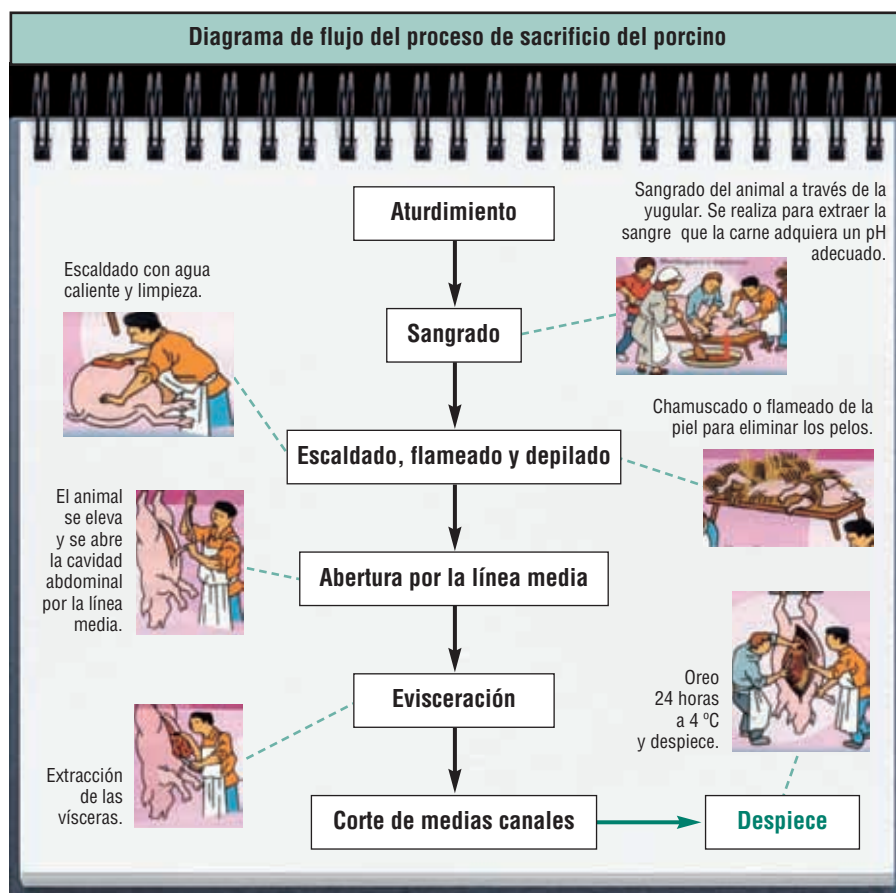 Diagrama de flujo del proceso de sacrificio del porcino
Aturdimiento
Sangrado del animal a través de la
yugular. Se realiza para extraer la
sangre que la carne adquiera un pH
adecuado.
Escaldado con agua
caliente y limpieza.
Sangrado
Chamuscado o flameado de la
piel para eliminar los pelos.
Escaldado, flameado y depilado
El animal
se eleva
y se abre
la cavidad
abdominal
por la línea
media.
Abertura por la línea media
Evisceración
Oreo
24 horas
a 4 ºC
y despiece.
Extracción
de las
vísceras.
Corte de medias canales
Despiece